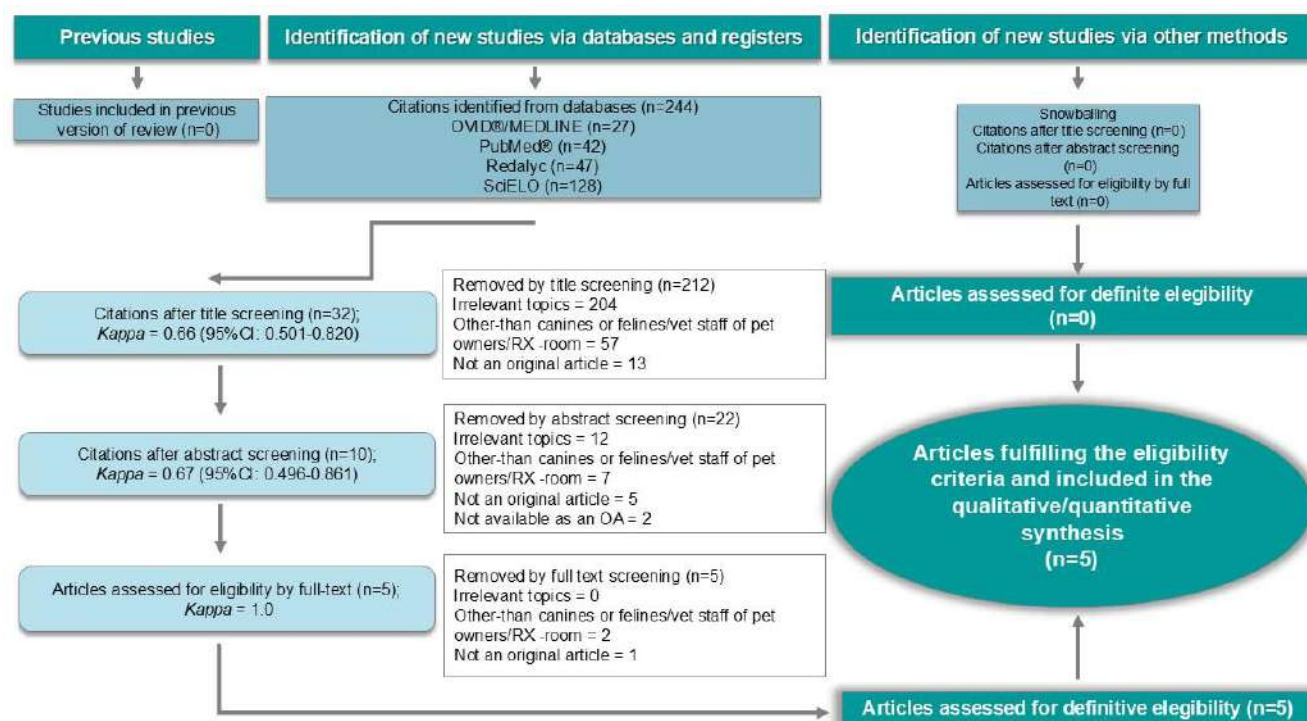 Previous studies
Identification of new studies via databases and registers
Identification of new studies via other methods
Studies included in previous
version of review (n=0)
Citations identified from databases (n=244)
OVID®/MEDLINE (n=27)
PubMed® (n=42)
Redalyc (n=47)
SciELO (n=128)
Snowballing
Citations after title screening (n=0)
Citations after abstract screening
(n=0)
Articles assessed for eligibility by full
text (n=0)
Citations after title screening (n=32);
Kappa = 0.66 (95%CI: 0.501-0.820)
Removed by title screening (n=212)
Irrelevant topics = 204
Other-than canines or felines/vet staff of pet
owners/RX -room = 57
Not an original article = 13
Articles assessed for definite elegibility
(n=0)
Citations after abstract screening (n=10);
Kappa = 0.67 (95%CI: 0.496-0.861)
Removed by abstract screening (n=22)
Irrelevant topics = 12
Other-than canines or felines/vet staff of pet
owners/RX -room = 7
Not an original article = 5
Not available as an OA = 2
Articles fulfilling the eligibility
criteria and included in the
qualitative/quantitative
synthesis
(n=5)
Articles assessed for eligibility by full-text (n=5);
Kappa = 1.0
Removed by full text screening (n=5)
Irrelevant topics = 0
Other-than canines or felines/vet staff of pet
owners/RX -room = 2
Not an original article = 1
Articles assessed for definitive elegibility (n=5)